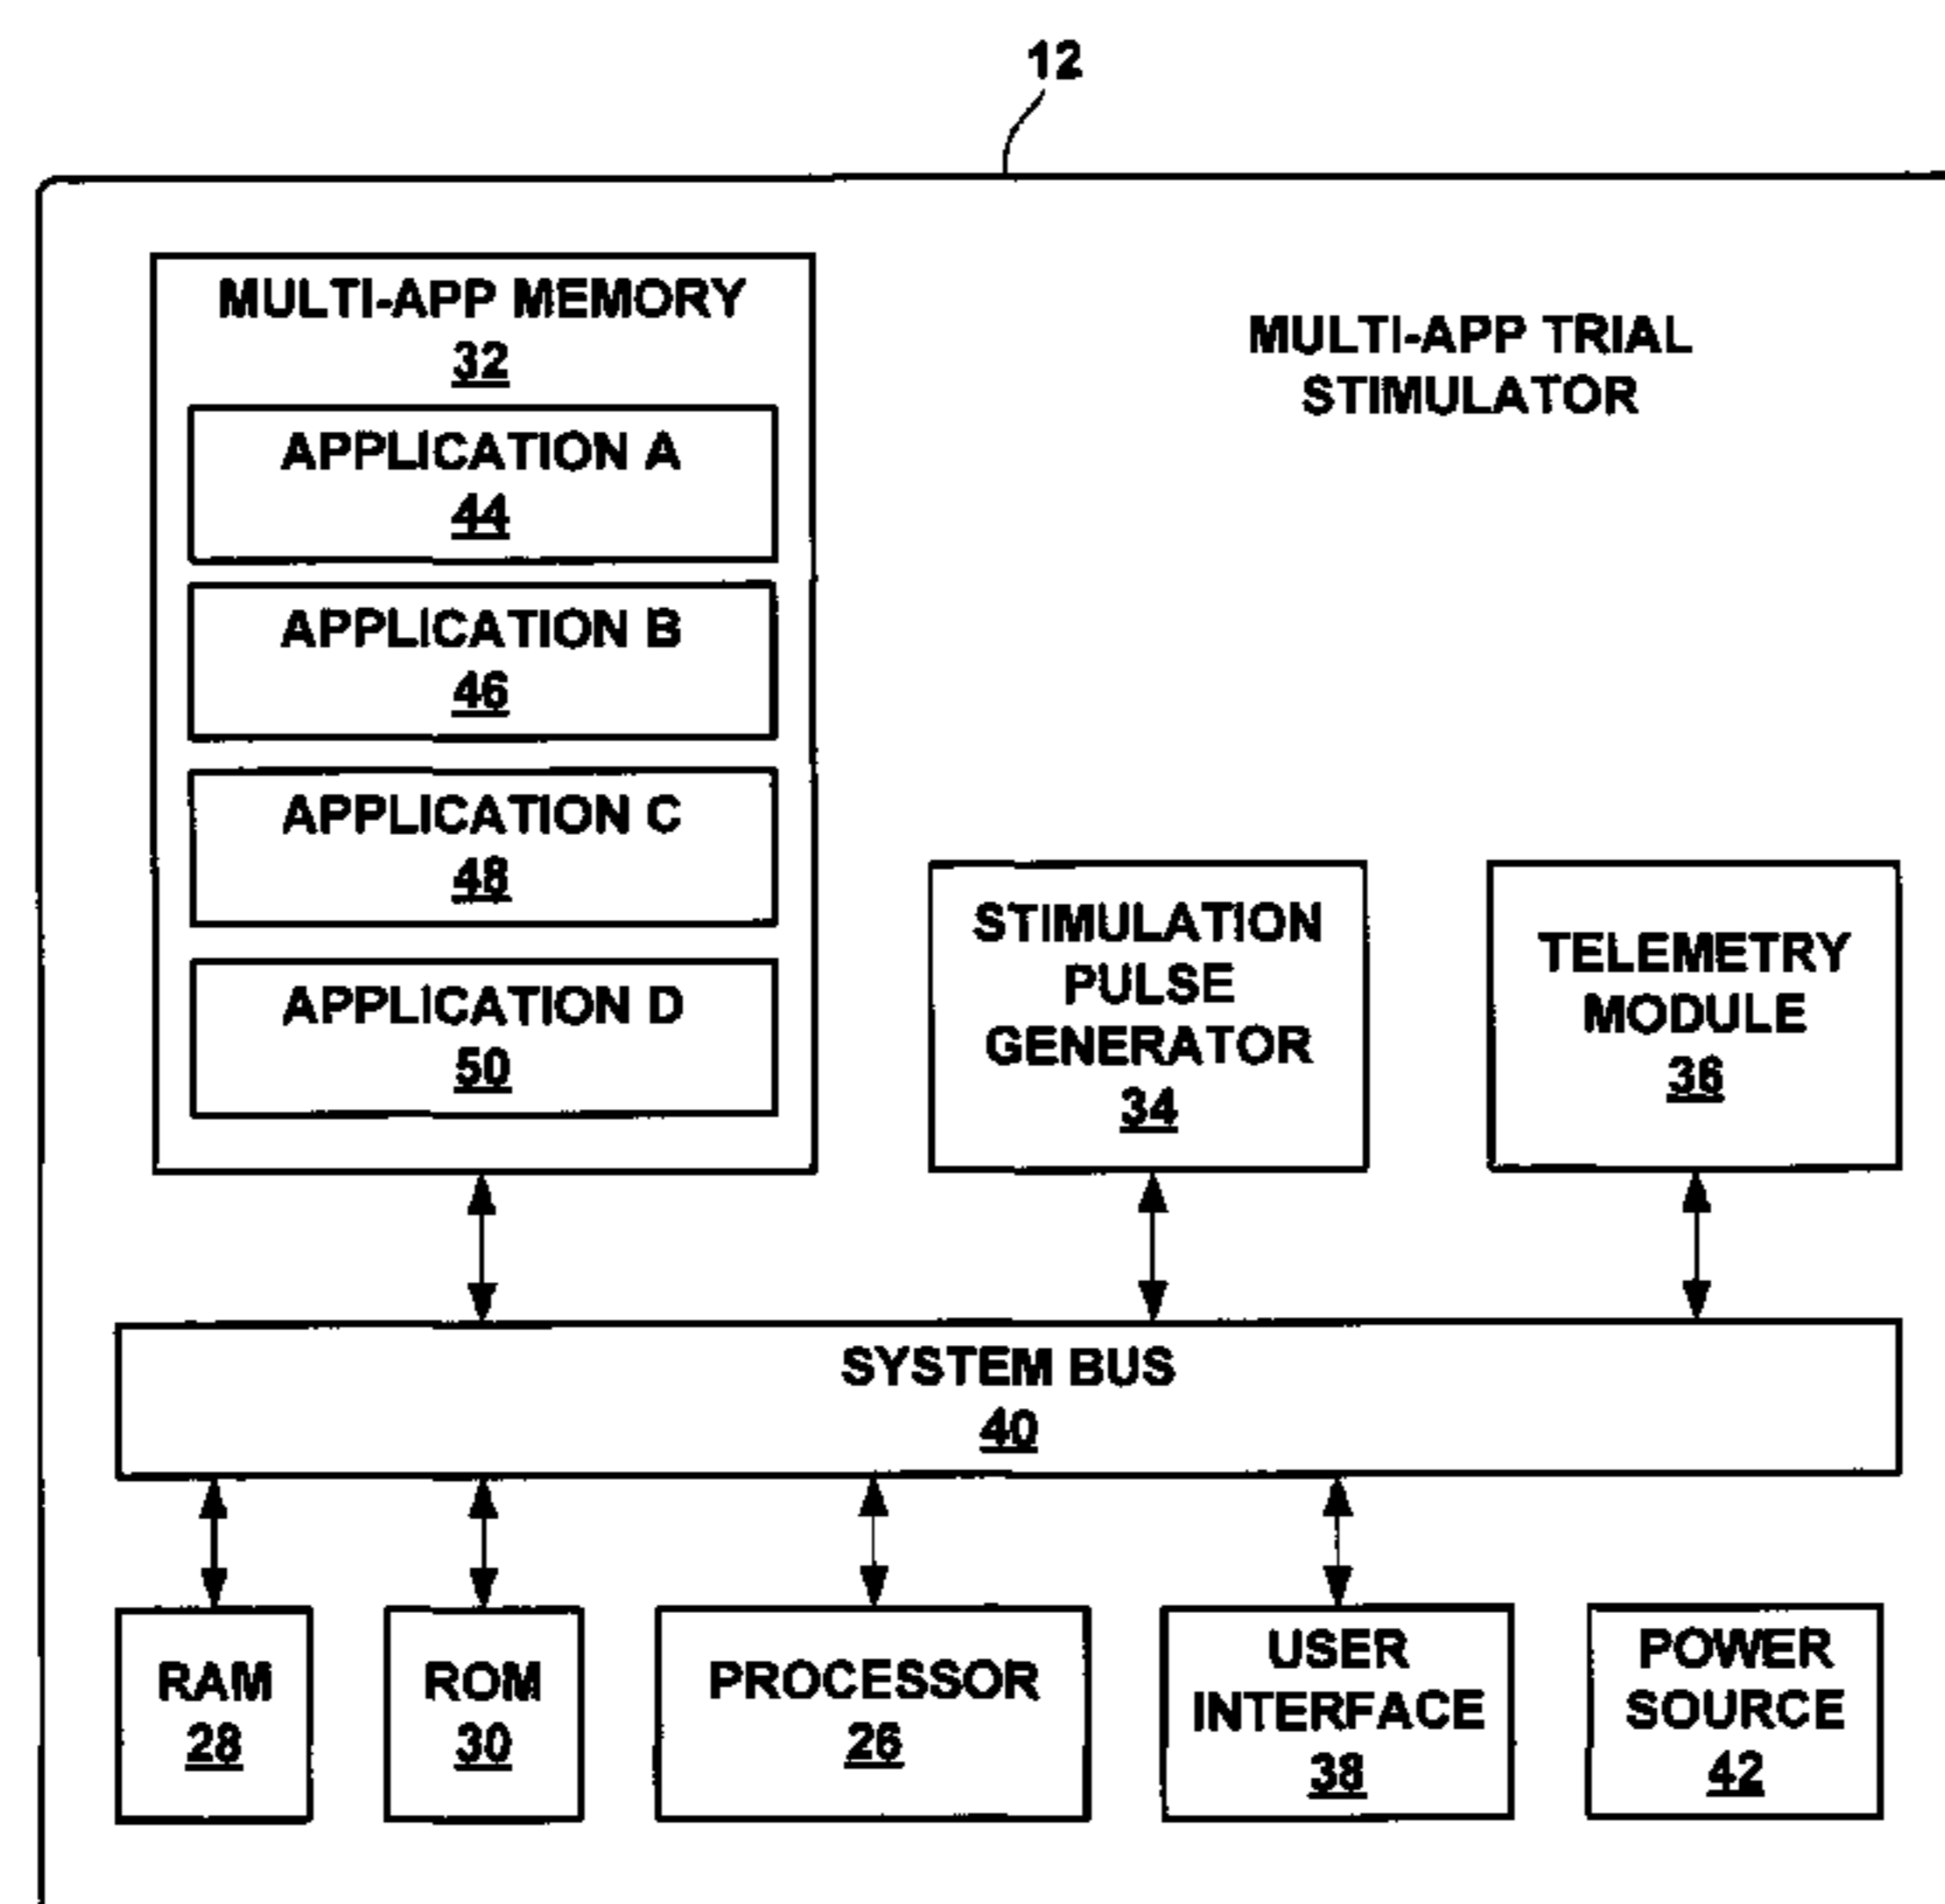 12
MULTI-APP MEMORY
32
MULTI-APP TRIAL
STIMULATOR
APPLICATION A
44
APPLICATION B
46
APPLICATION C
48
APPLICATION D
50
STIMULATION
PULSE
GENERATOR
34
TELEMETRY
MODULE
36
SYSTEM BUS
40
RAM
28
ROM
30
PROCESSOR
26
USER
INTERFACE
38
POWER
SOURCE
42